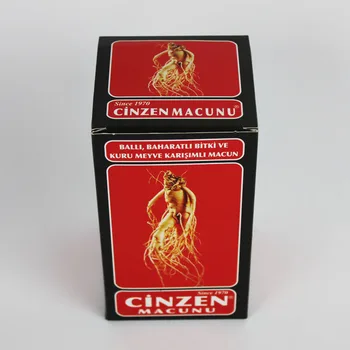 Since 1970
CİNZEN MACUNU®
BALLI, BAHARATLI BİTKİ VE
KURU MEYVE KARIŞIMLI MACUN
Since 1970
CİNZEN®
MACUNU